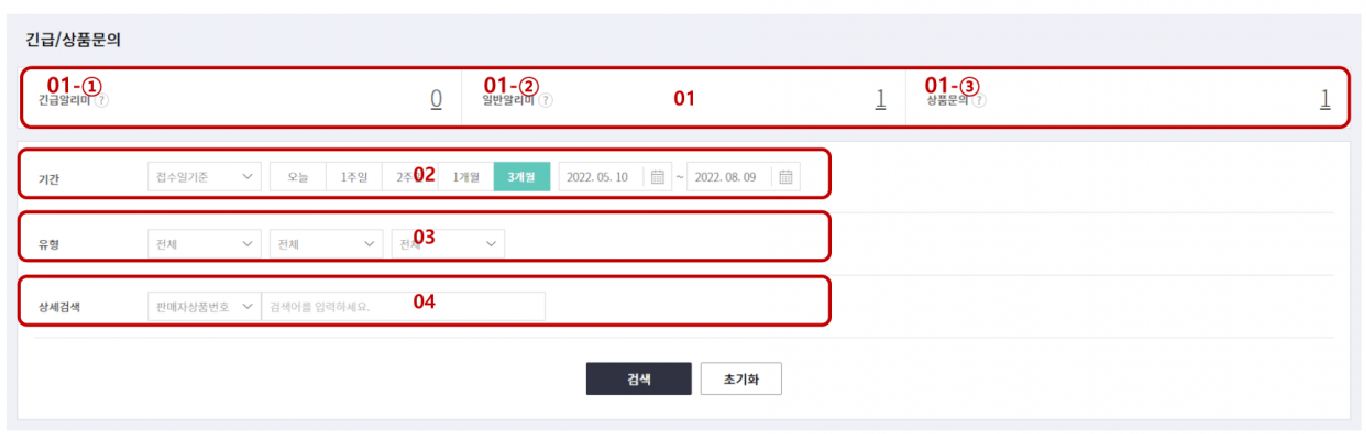 긴급/상품문의
01-① 01-② 01-③
긴급알리미 ? 0 일반알리미 ? 01 1 상품문의 ? 1
기간 접수일기준 오늘 1주일 02 1개월 3개월 2022. 05. 10 ~ 2022. 08. 09
유형 전체 전체 전체 03
상세검색 판매자상품번호 검색어를 입력하세요. 04
검색 초기화